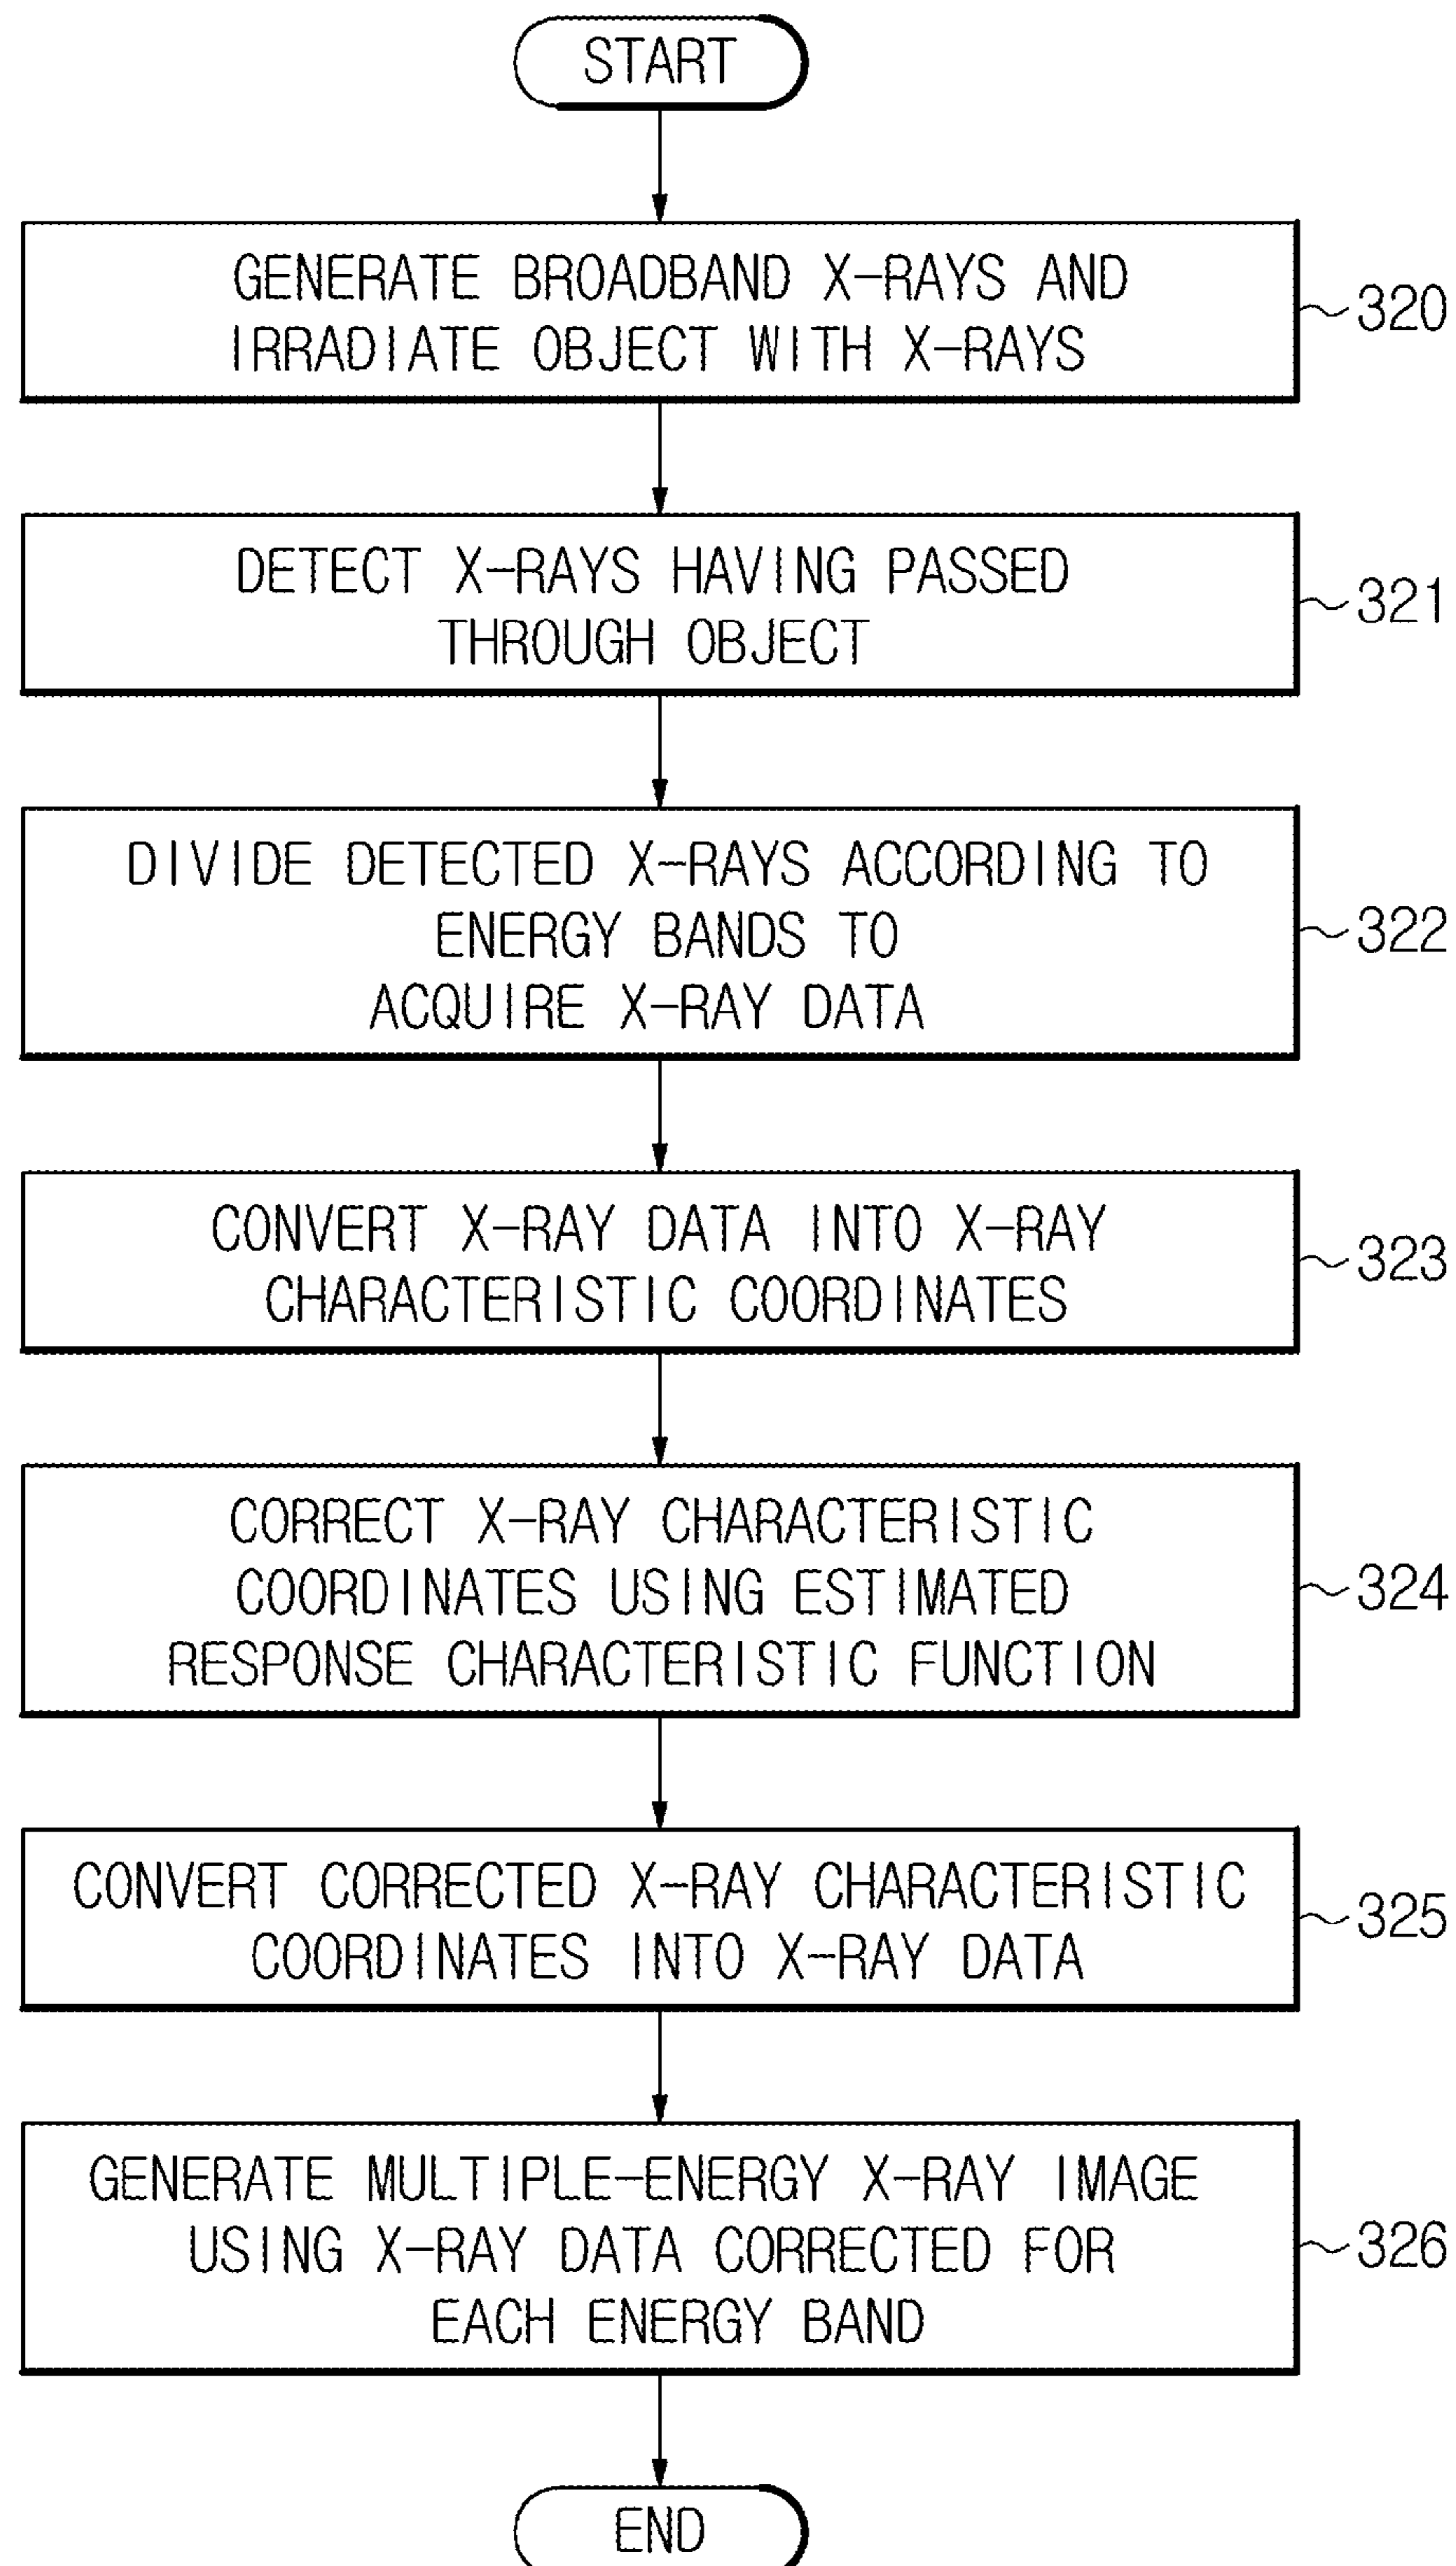 START
GENERATE BROADBAND X-RAYS AND
IRRADIATE OBJECT WITH X-RAYS
320
DETECT X-RAYS HAVING PASSED
THROUGH OBJECT
321
DIVIDE DETECTED X-RAYS ACCORDING TO
ENERGY BANDS TO
ACQUIRE X-RAY DATA
322
CONVERT X-RAY DATA INTO X-RAY
CHARACTERISTIC COORDINATES
323
CORRECT X-RAY CHARACTERISTIC
COORDINATES USING ESTIMATED
RESPONSE CHARACTERISTIC FUNCTION
324
CONVERT CORRECTED X-RAY CHARACTERISTIC
COORDINATES INTO X-RAY DATA
325
GENERATE MULTIPLE-ENERGY X-RAY IMAGE
USING X-RAY DATA CORRECTED FOR
EACH ENERGY BAND
326
END